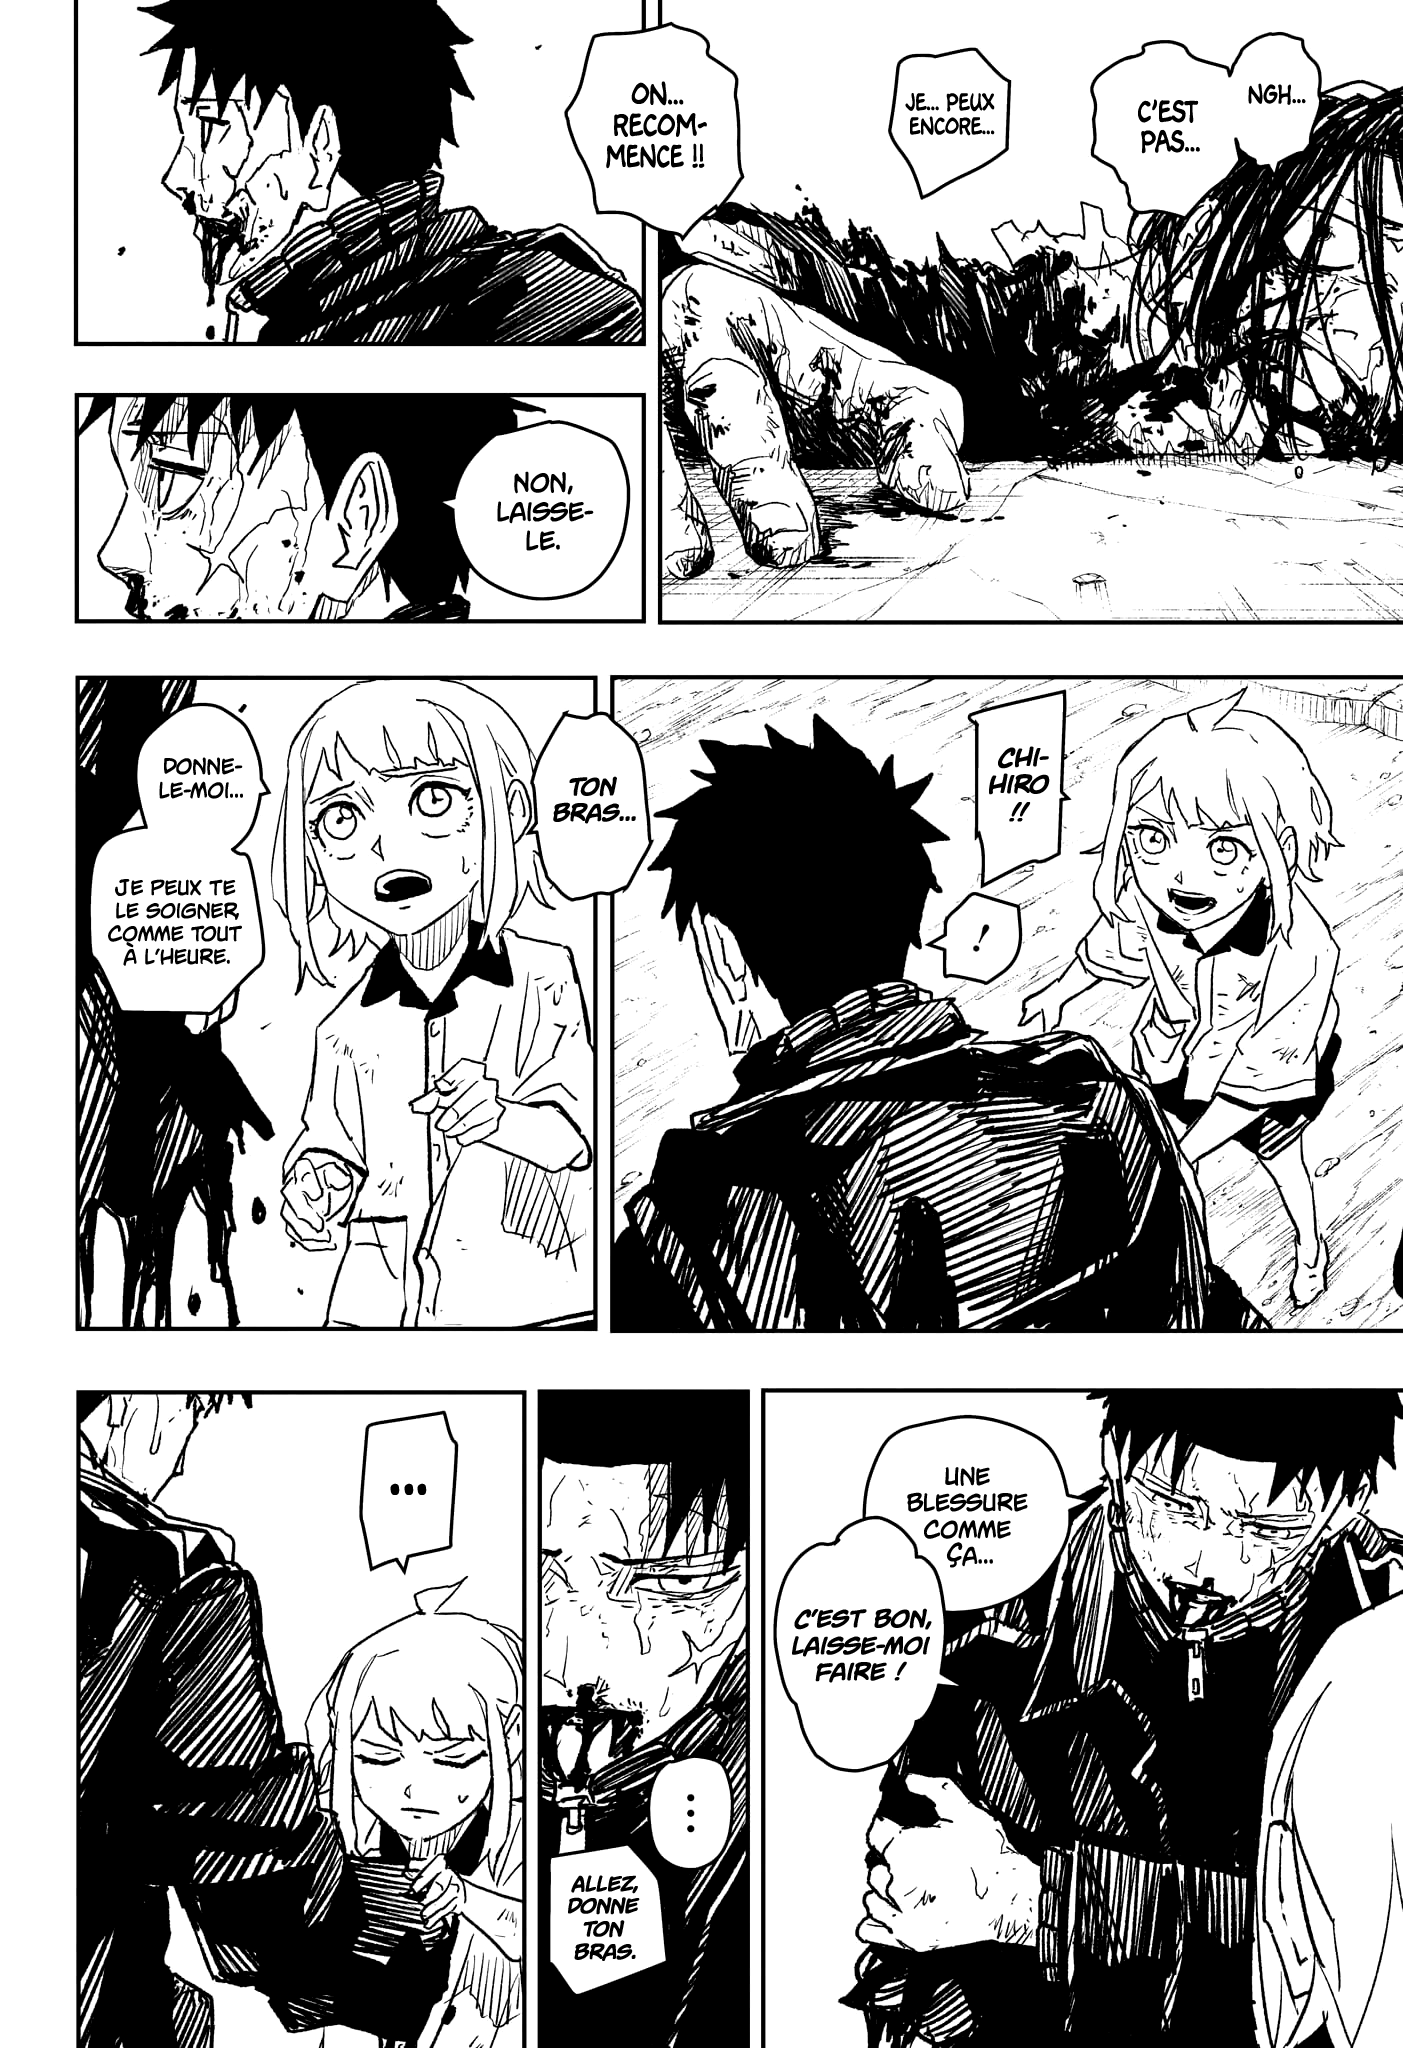 NGH...
C'EST
PAS...
JE... PEUX
ENCORE...
ON...
RECOM-
MENCE !!
NON,
LAISSE-
LE.
CHI-
HIRO
!!
!
TON
BRAS...
DONNE-
LE-MOI...
JE PEUX TE
LE SOIGNER,
COMME TOUT
À L'HEURE.
UNE
BLESSURE
COMME
ÇA...
C'EST BON,
LAISSE-MOI
FAIRE !
...
ALLEZ,
DONNE
TON
BRAS.
...